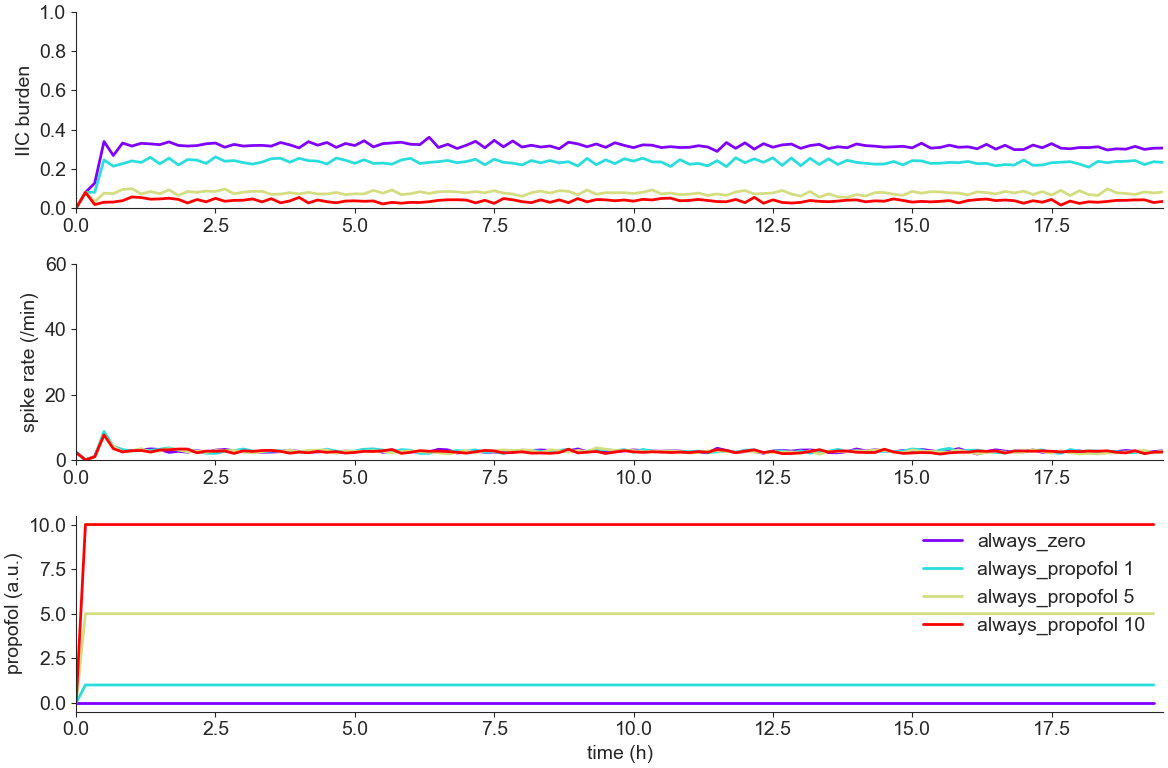 IIC burden
1.0
0.8
0.6
0.4
0.2
0.0
0.0 2.5 5.0 7.5 10.0 12.5 15.0 17.5
spike rate (/min)
60
40
20
0
0.0 2.5 5.0 7.5 10.0 12.5 15.0 17.5
propofol (a.u.)
10.0
7.5
5.0
2.5
0.0
always_zero
always_propofol 1
always_propofol 5
always_propofol 10
0.0 2.5 5.0 7.5 10.0 12.5 15.0 17.5
time (h)